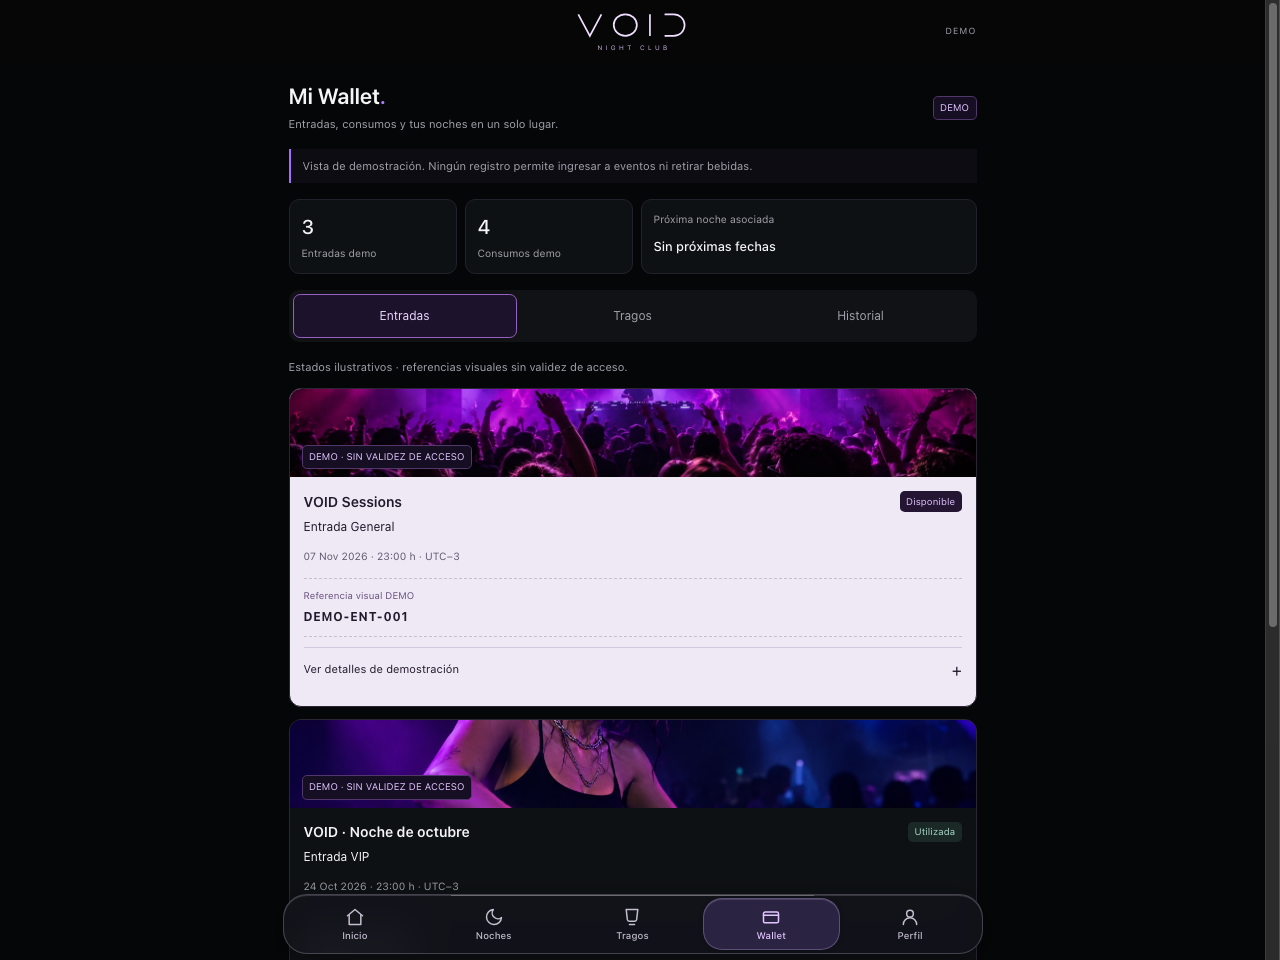 VOID
NIGHT CLUB
DEMO
Mi Wallet.
DEMO
Entradas, consumos y tus noches en un solo lugar.
Vista de demostración. Ningún registro permite ingresar a eventos ni retirar bebidas.
3
Entradas demo
4
Consumos demo
Próxima noche asociada
Sin próximas fechas
Entradas
Tragos
Historial
Estados ilustrativos · referencias visuales sin validez de acceso.
DEMO · SIN VALIDEZ DE ACCESO
VOID Sessions
Disponible
Entrada General
07 Nov 2026 · 23:00 h · UTC−3
Referencia visual DEMO
DEMO-ENT-001
Ver detalles de demostración
+
DEMO · SIN VALIDEZ DE ACCESO
VOID · Noche de octubre
Utilizada
Entrada VIP
24 Oct 2026 · 23:00 h · UTC−3
Inicio
Noches
Tragos
Wallet
Perfil